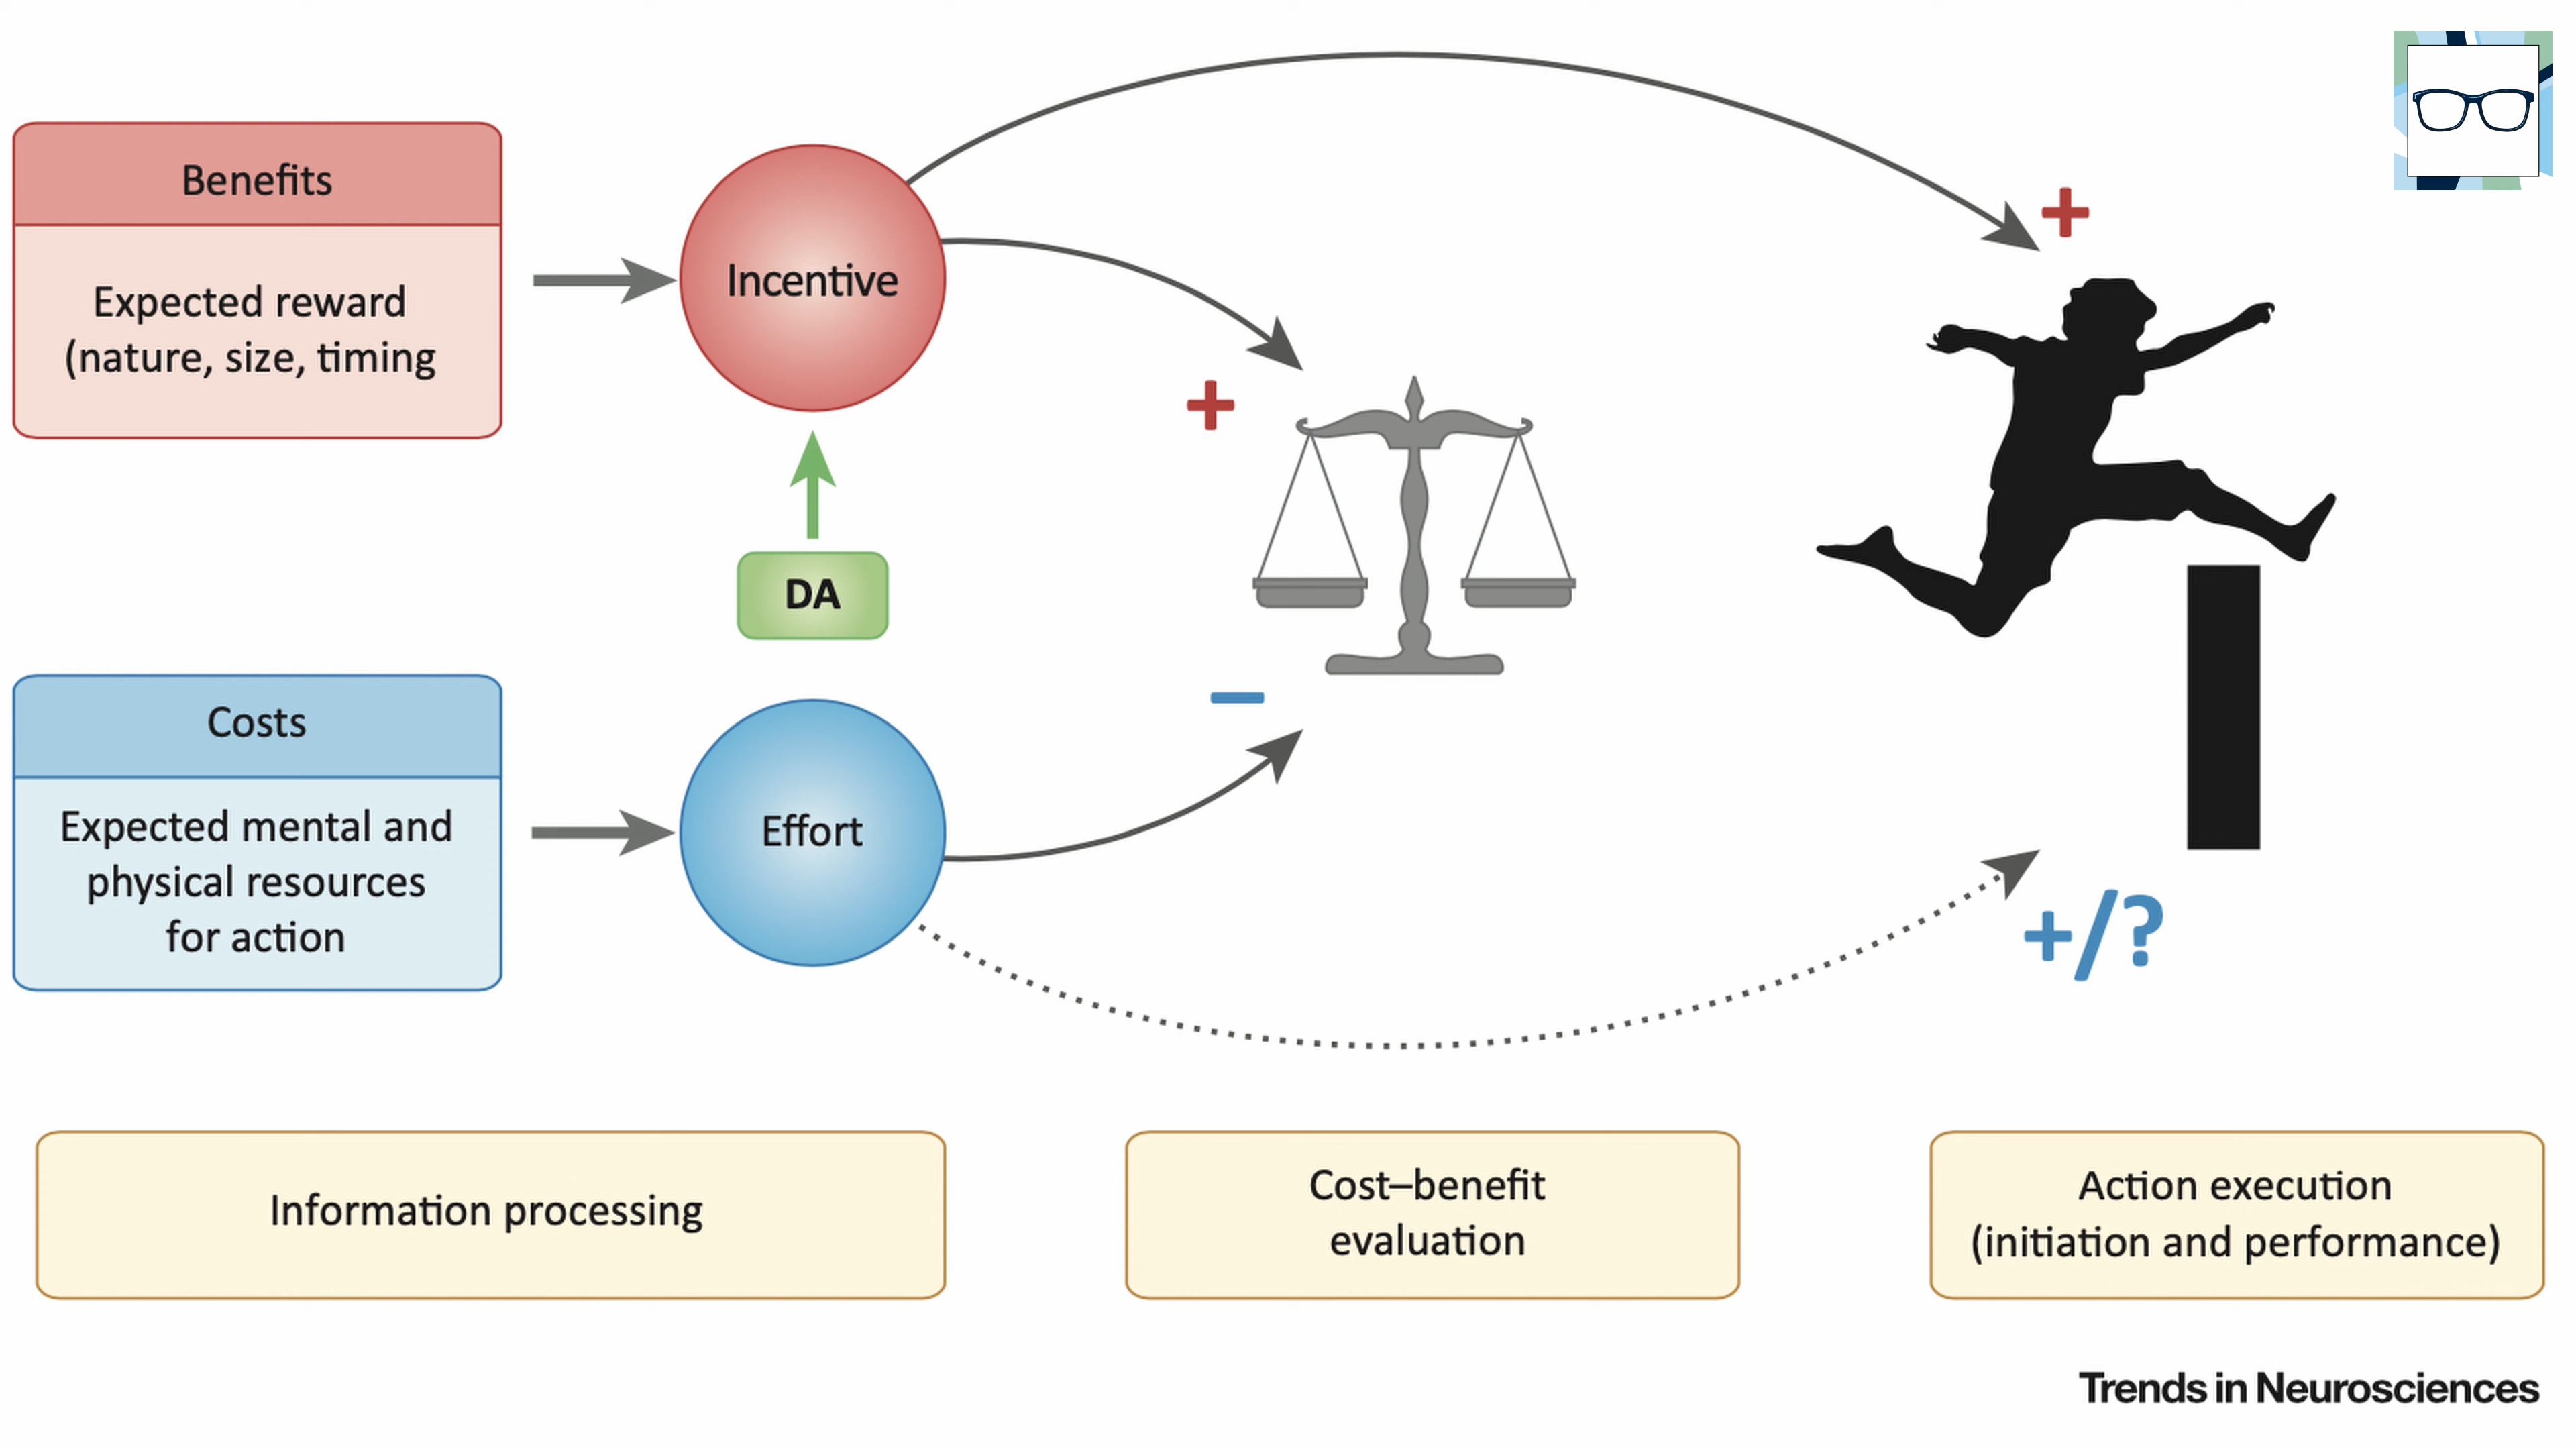 Benefits
Expected reward
(nature, size, timing
Incentive
+
+
DA
Costs
Expected mental and
physical resources
for action
Effort
–
+/?
Information processing
Cost–benefit
evaluation
Action execution
(initiation and performance)
Trends in Neurosciences